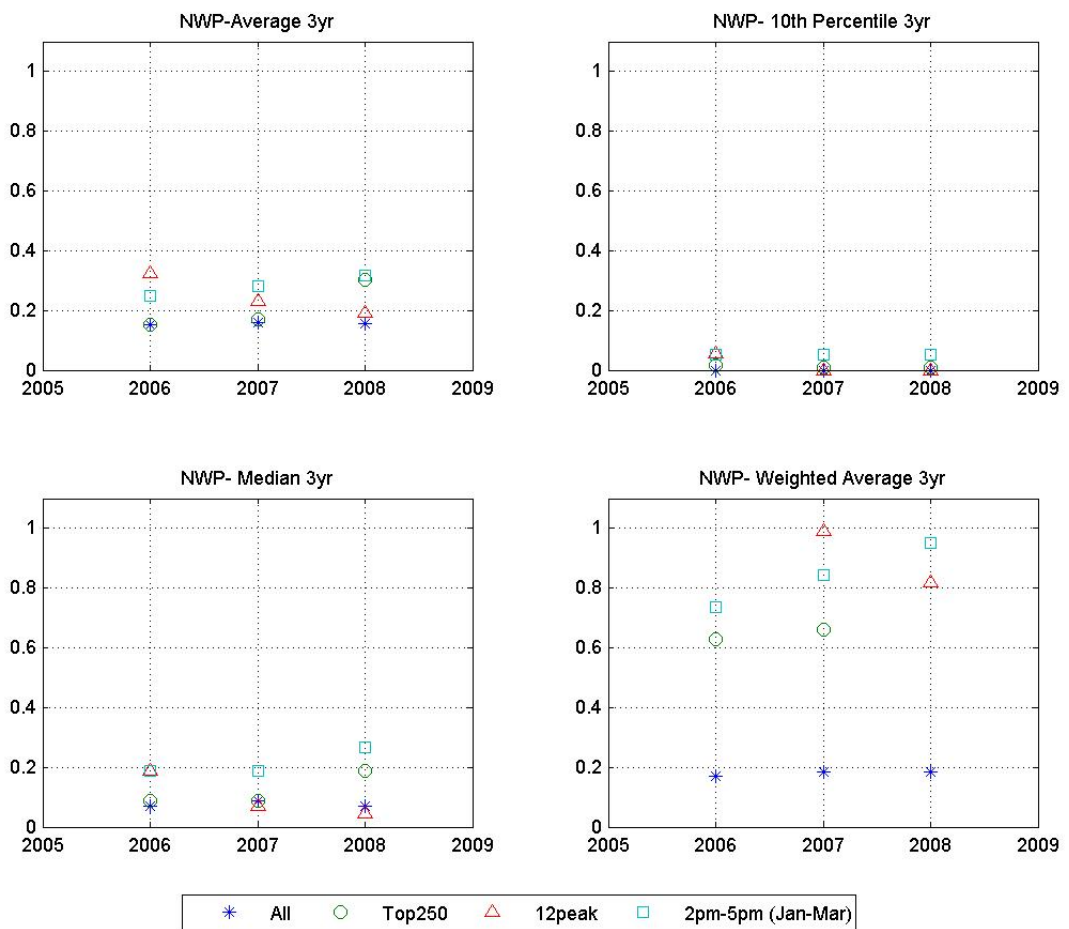 NWP-Average 3yr
1
0.8
0.6
0.4
0.2
0
2005 2006 2007 2008 2009
NWP- 10th Percentile 3yr
1
0.8
0.6
0.4
0.2
0
2005 2006 2007 2008 2009
NWP- Median 3yr
1
0.8
0.6
0.4
0.2
0
2005 2006 2007 2008 2009
NWP- Weighted Average 3yr
1
0.8
0.6
0.4
0.2
0
2005 2006 2007 2008 2009
All Top250 12peak 2pm-5pm (Jan-Mar)